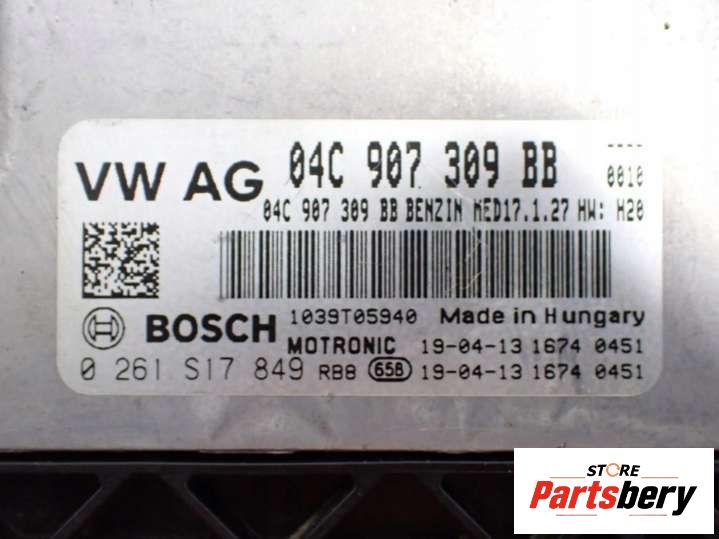 VW AG 04C 907 309 BB ----
0010
04C 907 309 BB BENZIN MED17.1.27 HW: H20
BOSCH 1039T05940 Made in Hungary
MOTRONIC 19-04-13 1674 0451
0 261 S17 849 RB8 658 19-04-13 1674 0451
STORE
Partsbery